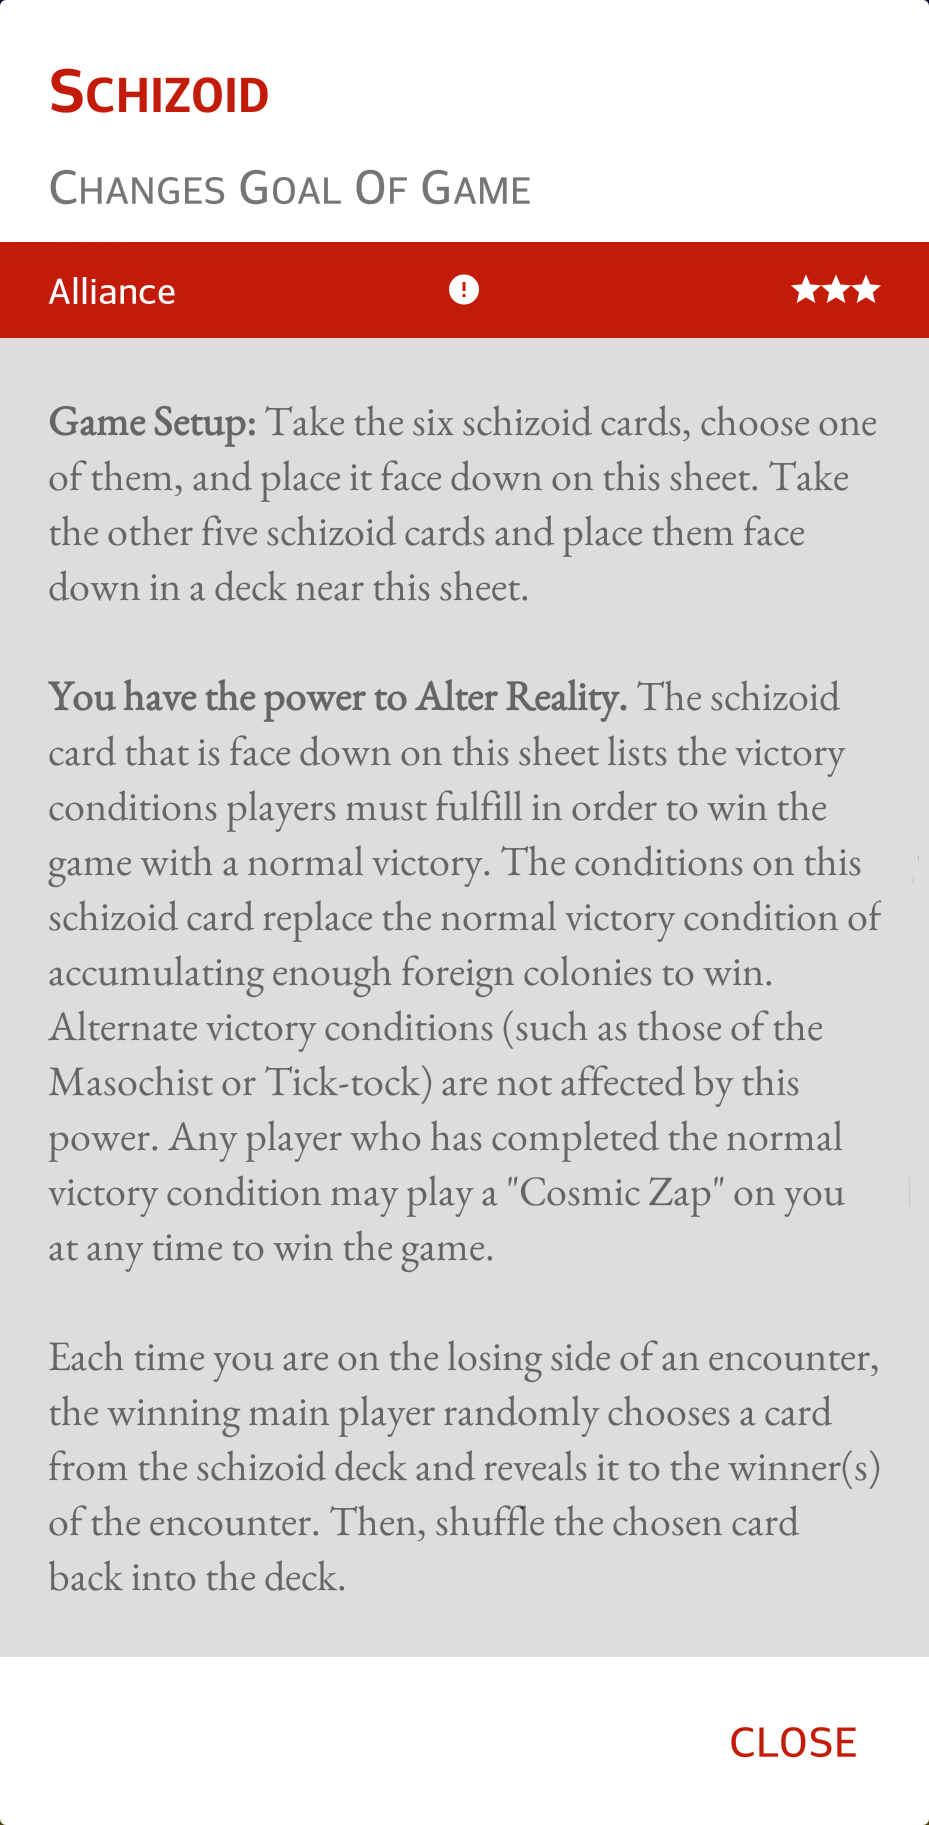 Schizoid
Changes Goal Of Game
Alliance
Game Setup: Take the six schizoid cards, choose one
of them, and place it face down on this sheet. Take
the other five schizoid cards and place them face
down in a deck near this sheet.
You have the power to Alter Reality. The schizoid
card that is face down on this sheet lists the victory
conditions players must fulfill in order to win the
game with a normal victory. The conditions on this
schizoid card replace the normal victory condition of
accumulating enough foreign colonies to win.
Alternate victory conditions (such as those of the
Masochist or Tick-tock) are not affected by this
power. Any player who has completed the normal
victory condition may play a "Cosmic Zap" on you
at any time to win the game.
Each time you are on the losing side of an encounter,
the winning main player randomly chooses a card
from the schizoid deck and reveals it to the winner(s)
of the encounter. Then, shuffle the chosen card
back into the deck.
CLOSE